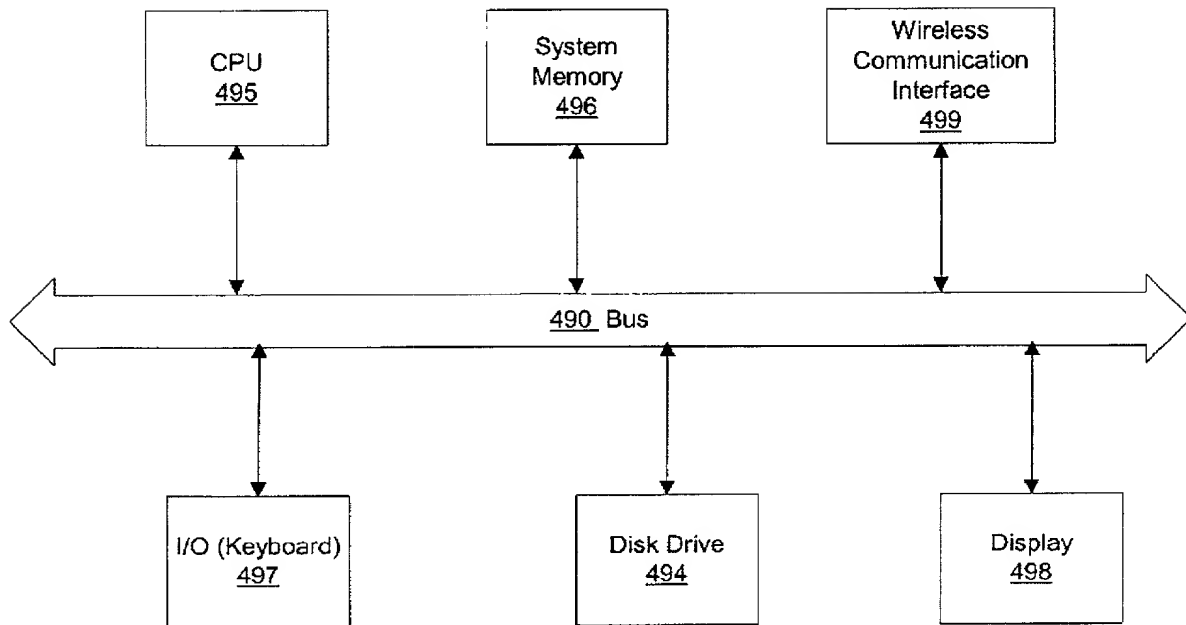 CPU
495
System
Memory
496
Wireless
Communication
Interface
499
490 Bus
I/O (Keyboard)
497
Disk Drive
494
Display
498